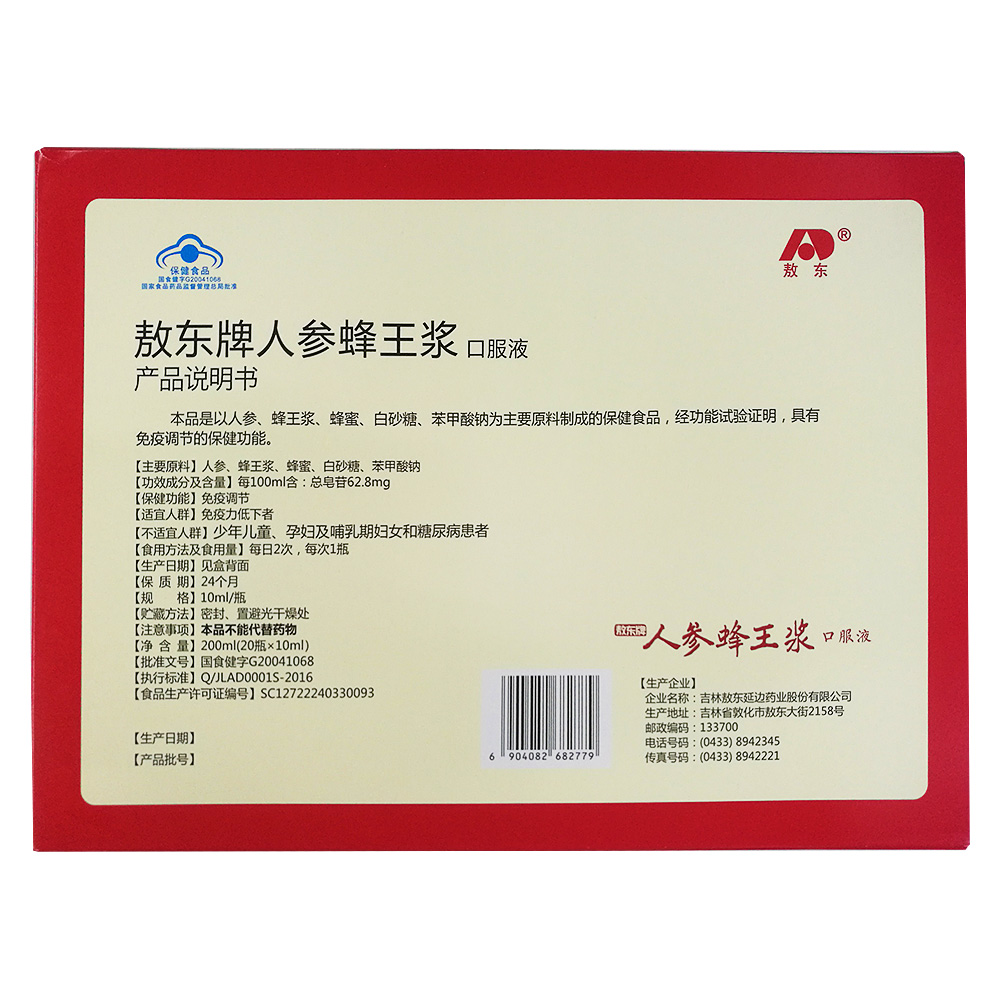 保健食品
国食健字G20041068
国家食品药品监督管理总局批准
®
敖东
敖东牌人参蜂王浆 口服液
产品说明书
本品是以人参、蜂王浆、蜂蜜、白砂糖、苯甲酸钠为主要原料制成的保健食品，经功能试验证明，具有
免疫调节的保健功能。
【主要原料】人参、蜂王浆、蜂蜜、白砂糖、苯甲酸钠
【功效成分及含量】每100ml含：总皂苷62.8mg
【保健功能】免疫调节
【适宜人群】免疫力低下者
【不适宜人群】少年儿童、孕妇及哺乳期妇女和糖尿病患者
【食用方法及食用量】每日2次，每次1瓶
【生产日期】见盒背面
【保 质 期】24个月
【规 格】10ml/瓶
【贮藏方法】密封、置避光干燥处
【注意事项】本品不能代替药物
【净 含 量】200ml(20瓶×10ml)
【批准文号】国食健字G20041068
【执行标准】Q/JLAD0001S-2016
【食品生产许可证编号】SC12722240330093
【生产日期】
【产品批号】
6 904082 682779
敖东牌 人参蜂王浆 口服液
【生产企业】
企业名称：吉林敖东延边药业股份有限公司
生产地址：吉林省敦化市敖东大街2158号
邮政编码：133700
电话号码：(0433) 8942345
传真号码：(0433) 8942221